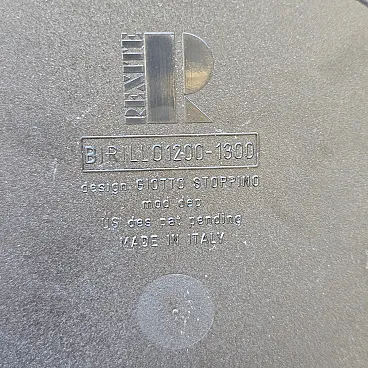 REXITE
R
BIRILLO1200-1300
design GIOTTO STOPPINO
mod dep
US des pat pending
MADE IN ITALY